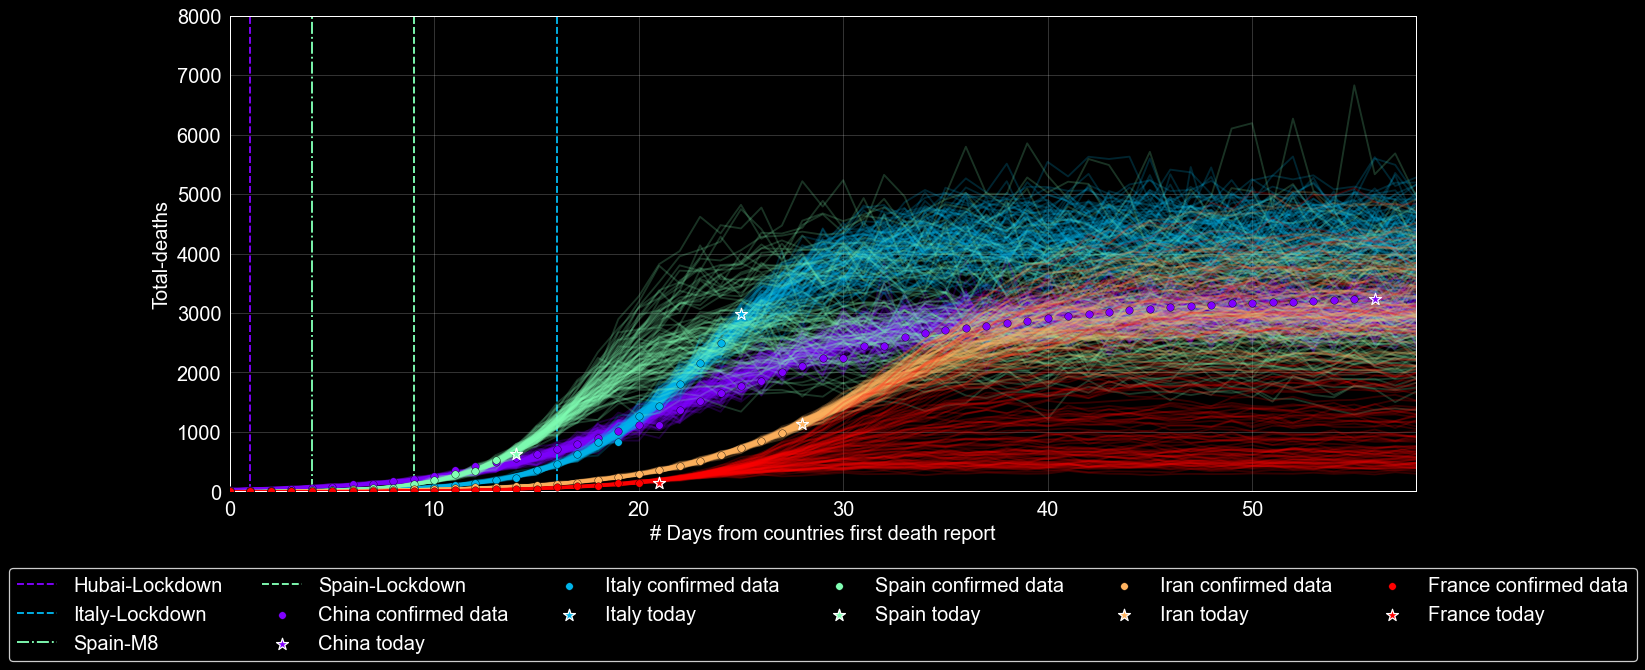 8000
7000
6000
5000
4000
3000
2000
1000
0
Total-deaths
0 10 20 30 40 50
# Days from countries first death report
Hubai-Lockdown Spain-Lockdown Italy confirmed data Spain confirmed data Iran confirmed data France confirmed data
Italy-Lockdown China confirmed data Italy today Spain today Iran today France today
Spain-M8 China today